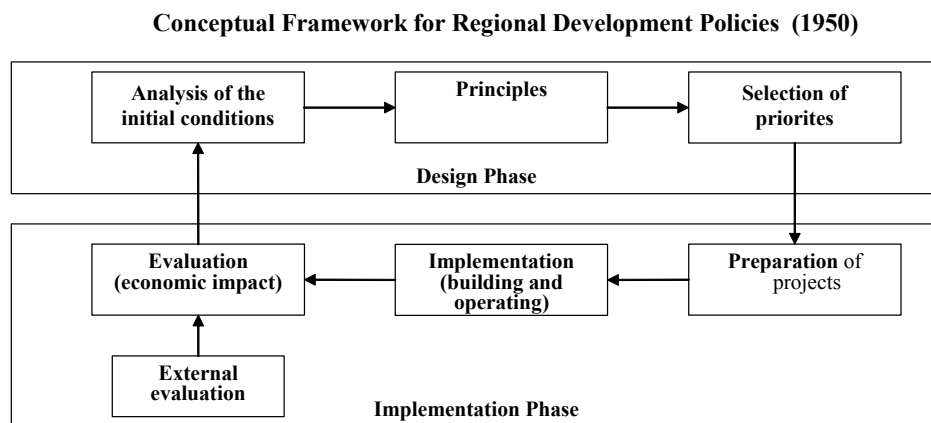 Conceptual Framework for Regional Development Policies (1950)
Analysis of the
initial conditions
Principles
Selection of
priorites
Design Phase
Evaluation
(economic impact)
Implementation
(building and
operating)
Preparation of
projects
External
evaluation
Implementation Phase